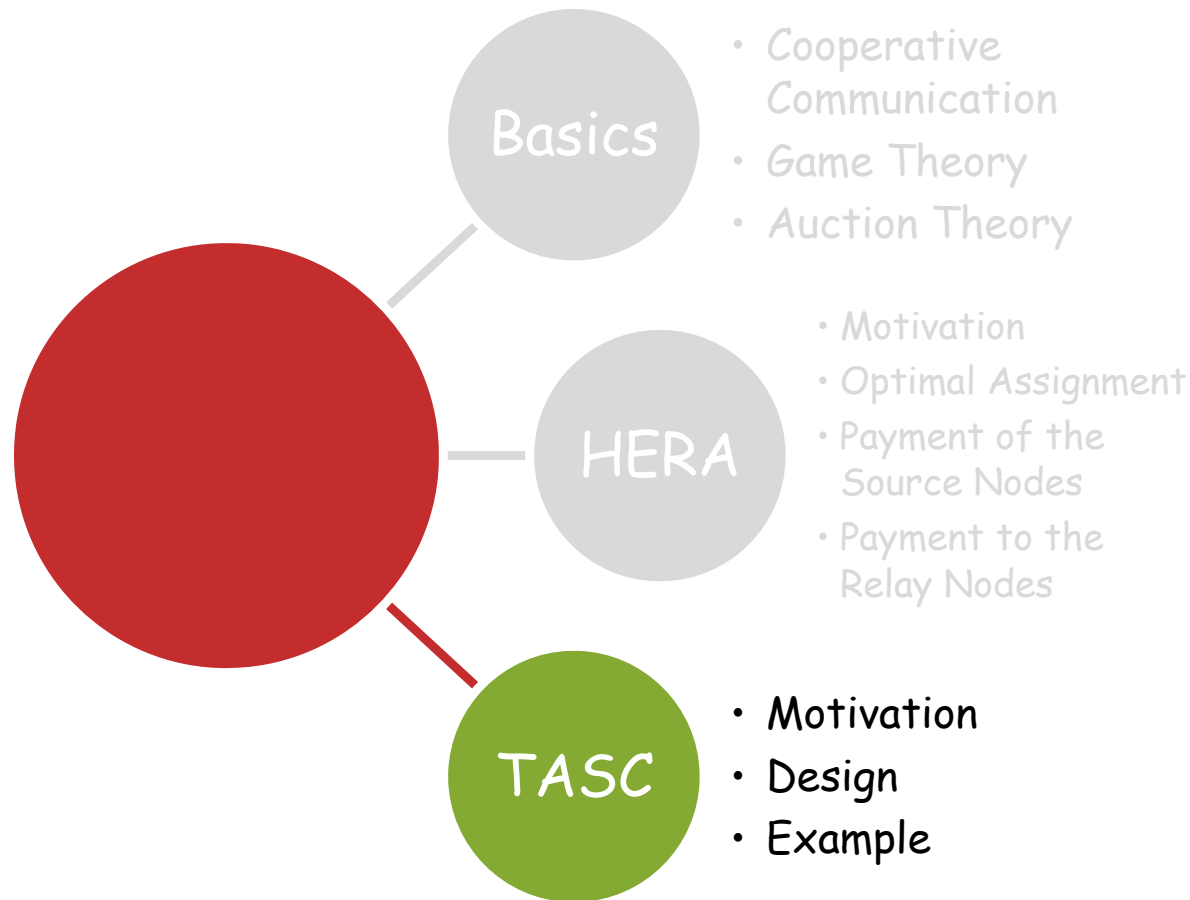 Basics
• Cooperative
Communication
• Game Theory
• Auction Theory
HERA
• Motivation
• Optimal Assignment
• Payment of the
Source Nodes
• Payment to the
Relay Nodes
TASC
• Motivation
• Design
• Example